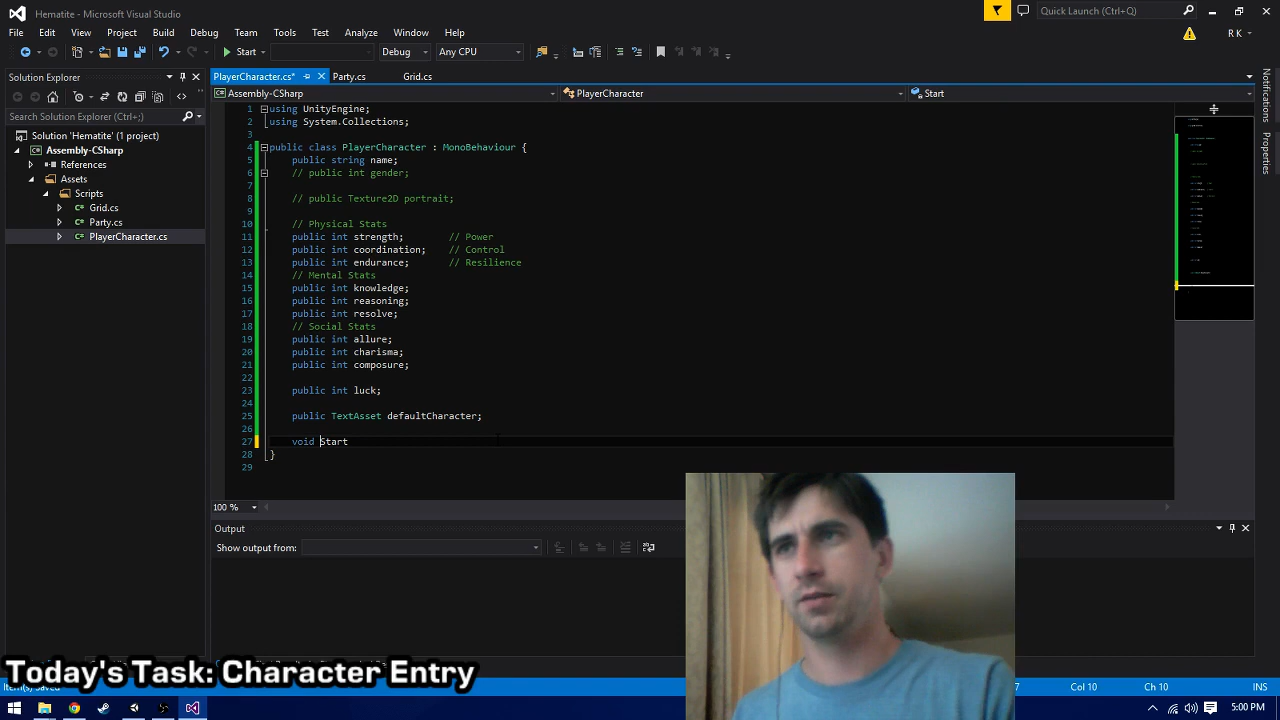 Hematite - Microsoft Visual Studio
Quick Launch (Ctrl+Q)
File Edit View Project Build Debug Team Tools Test Analyze Window Help
R K
Start Debug Any CPU
Solution Explorer
PlayerCharacter.cs* Party.cs Grid.cs
Assembly-CSharp PlayerCharacter Start
Search Solution Explorer (Ctrl+;)
Solution 'Hematite' (1 project)
Assembly-CSharp
References
Assets
Scripts
Grid.cs
Party.cs
PlayerCharacter.cs
1 using UnityEngine;
2 using System.Collections;
3
4 public class PlayerCharacter : MonoBehaviour {
5 public string name;
6 // public int gender;
7
8 // public Texture2D portrait;
9
10 // Physical Stats
11 public int strength; // Power
12 public int coordination; // Control
13 public int endurance; // Resilience
14 // Mental Stats
15 public int knowledge;
16 public int reasoning;
17 public int resolve;
18 // Social Stats
19 public int allure;
20 public int charisma;
21 public int composure;
22
23 public int luck;
24
25 public TextAsset defaultCharacter;
26
27 void Start
28 }
29
Notifications
Properties
100 %
Output
Show output from:
Today's Task: Character Entry
Item(s) Saved
7 Col 10 Ch 10 INS
5:00 PM